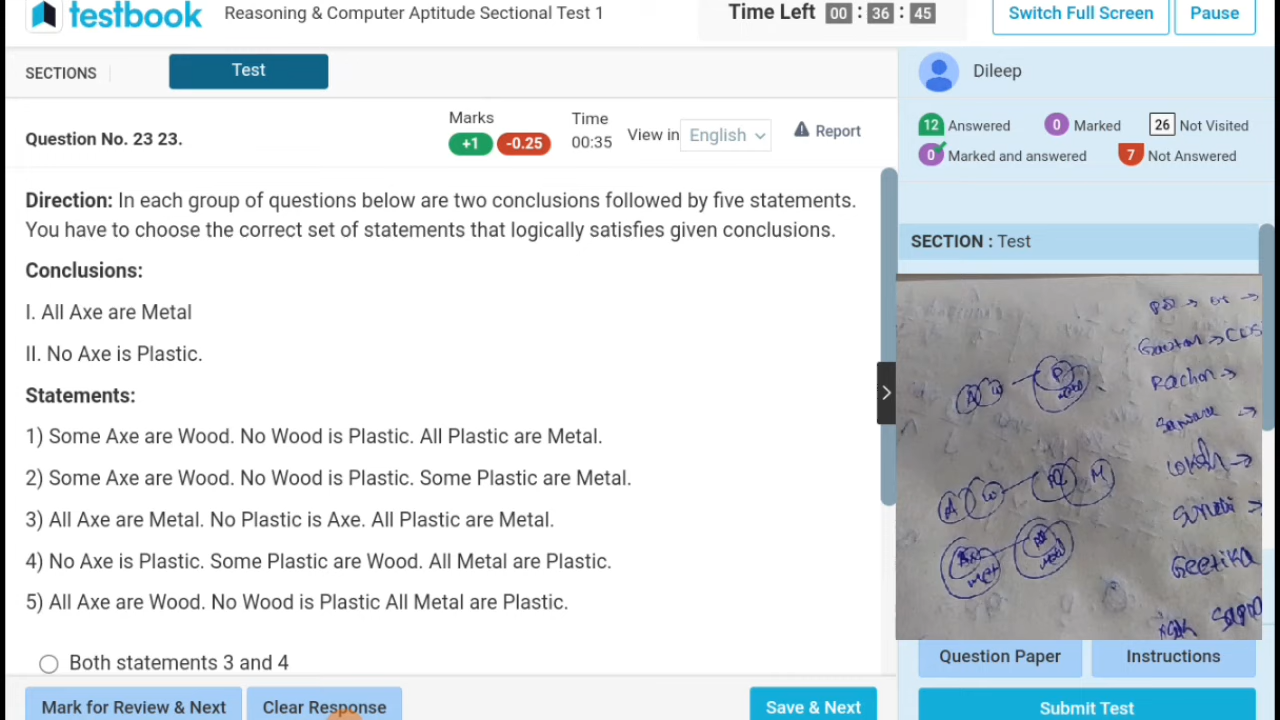 testbook
Reasoning & Computer Aptitude Sectional Test 1
Time Left 00 : 36 : 45
Switch Full Screen
Pause
SECTIONS
Test
Dileep
Question No. 23 23.
Marks
+1 -0.25
Time
00:35
View in English
Report
12 Answered
0 Marked
26 Not Visited
0 Marked and answered
7 Not Answered
Direction: In each group of questions below are two conclusions followed by five statements.
You have to choose the correct set of statements that logically satisfies given conclusions.
Conclusions:
I. All Axe are Metal
II. No Axe is Plastic.
Statements:
1) Some Axe are Wood. No Wood is Plastic. All Plastic are Metal.
2) Some Axe are Wood. No Wood is Plastic. Some Plastic are Metal.
3) All Axe are Metal. No Plastic is Axe. All Plastic are Metal.
4) No Axe is Plastic. Some Plastic are Wood. All Metal are Plastic.
5) All Axe are Wood. No Wood is Plastic All Metal are Plastic.
Both statements 3 and 4
Mark for Review & Next
Clear Response
Save & Next
SECTION : Test
A
P
A
M
Geetika
Question Paper
Instructions
Submit Test